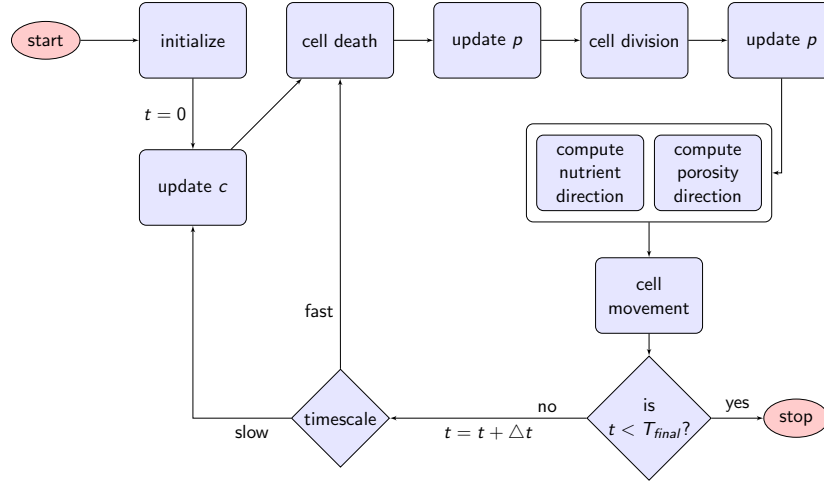 start
initialize
cell death
update p
cell division
update p
t = 0
update c
compute
nutrient
direction
compute
porosity
direction
cell
movement
fast
is
t < T_final?
yes
stop
no
t = t + △t
timescale
slow